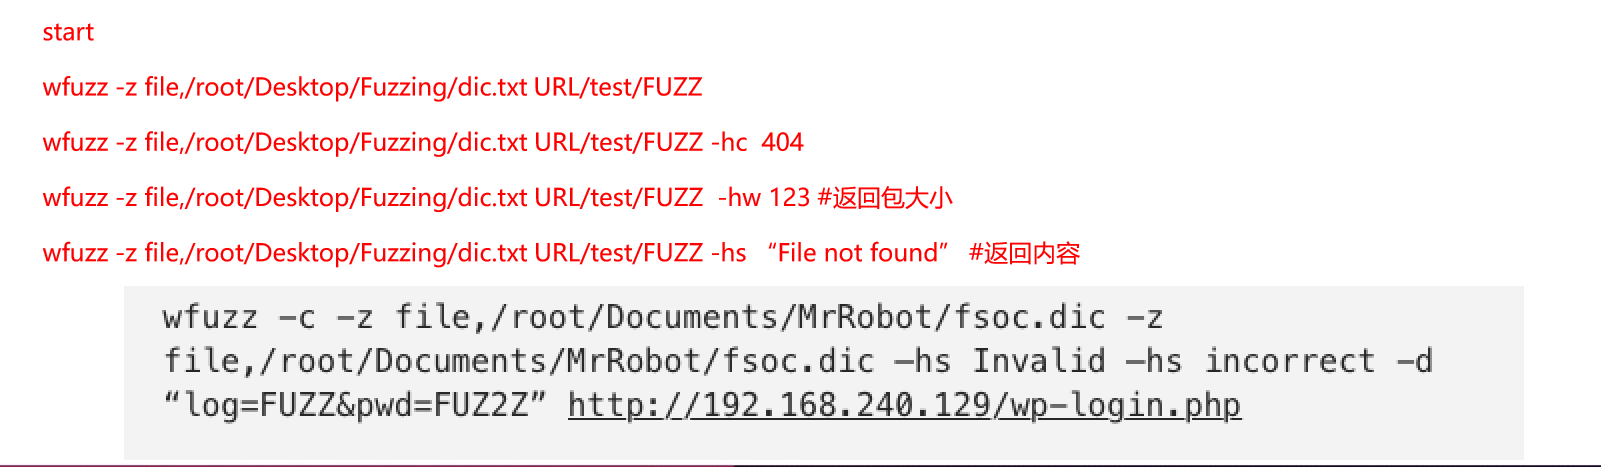 start
wfuzz -z file,/root/Desktop/Fuzzing/dic.txt URL/test/FUZZ
wfuzz -z file,/root/Desktop/Fuzzing/dic.txt URL/test/FUZZ -hc  404
wfuzz -z file,/root/Desktop/Fuzzing/dic.txt URL/test/FUZZ  -hw 123 #返回包大小
wfuzz -z file,/root/Desktop/Fuzzing/dic.txt URL/test/FUZZ -hs “File not found” #返回内容
wfuzz –c –z file,/root/Documents/MrRobot/fsoc.dic –z
file,/root/Documents/MrRobot/fsoc.dic —hs Invalid —hs incorrect –d
“log=FUZZ&pwd=FUZ2Z” http://192.168.240.129/wp-login.php